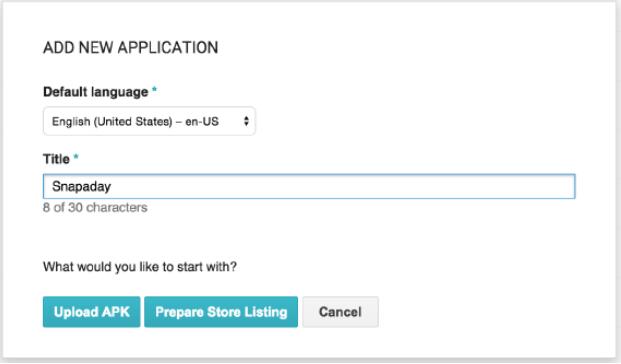 ADD NEW APPLICATION
Default language *
English (United States) – en-US
Title *
Snapaday
8 of 30 characters
What would you like to start with?
Upload APK Prepare Store Listing Cancel